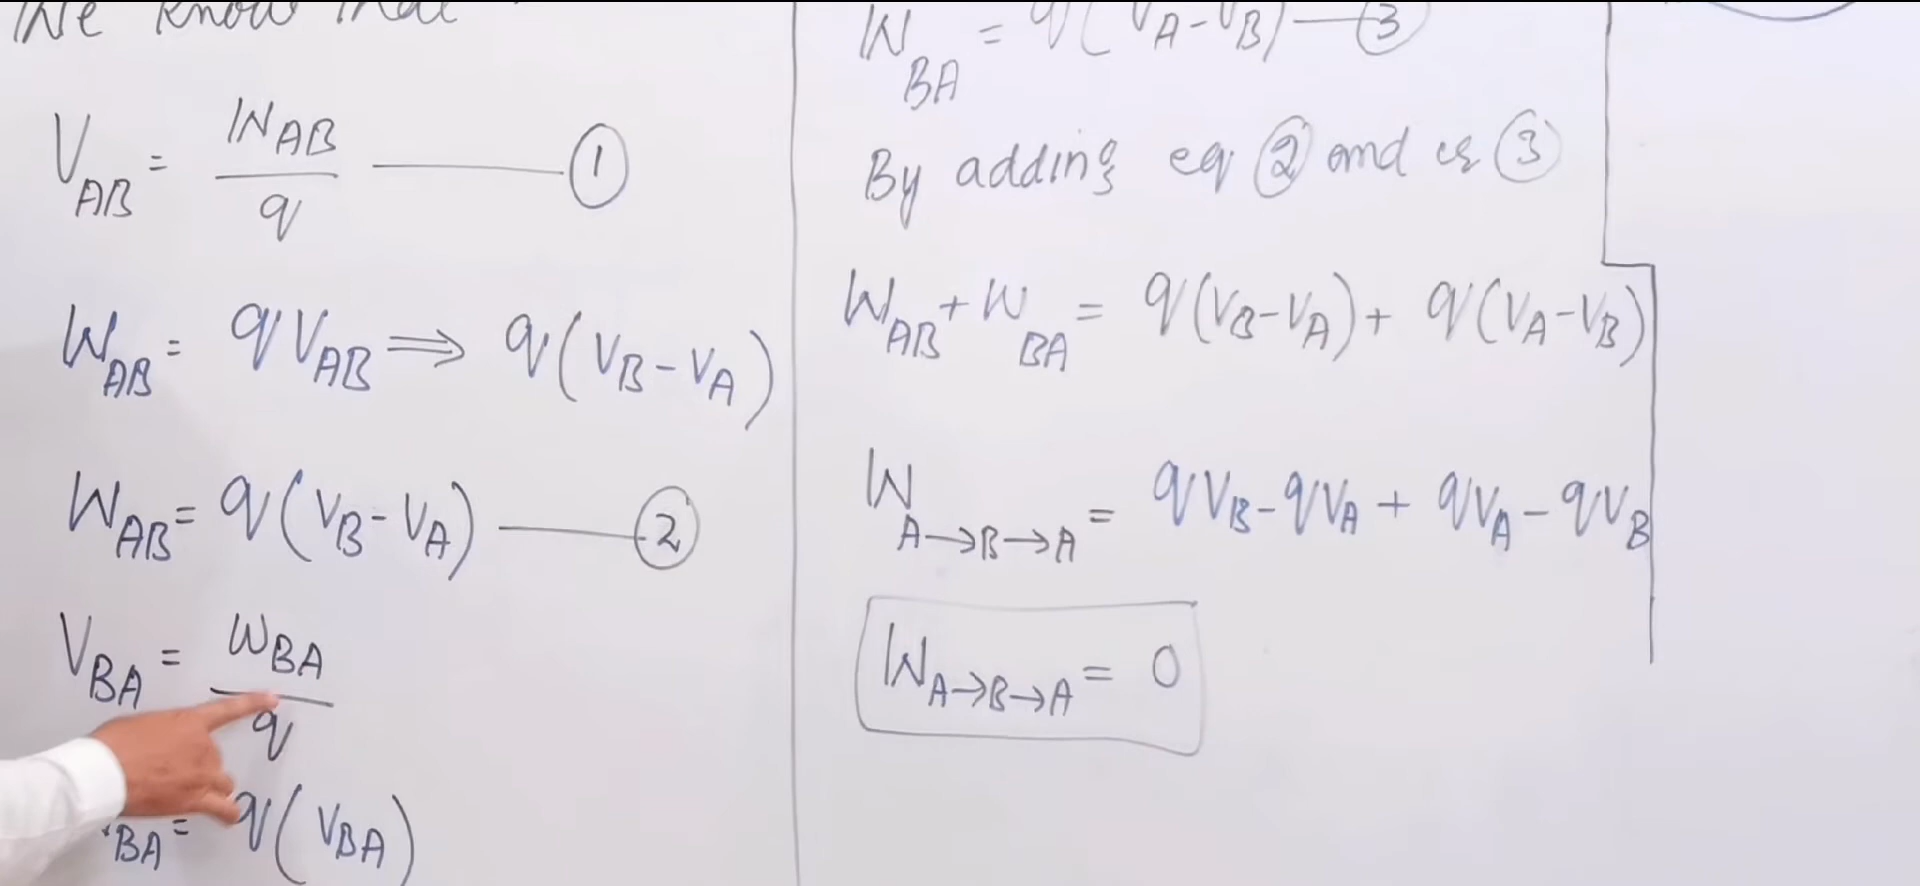 We know that
V_AB = W_AB / q — ①
W_AB = qV_AB ⟹ q(V_B - V_A)
W_AB = q(V_B - V_A) — ②
V_BA = W_BA / q
BA = q(V_BA)
W_BA = q(V_A - V_B) — ③
By adding eq ② and eq ③
W_AB + W_BA = q(V_B - V_A) + q(V_A - V_B)
W_A→B→A = qV_B - qV_A + qV_A - qV_B
W_A→B→A = 0